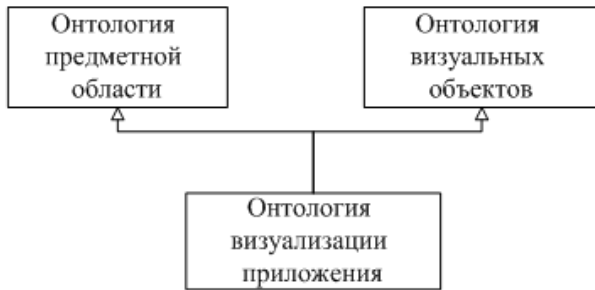 Онтология
предметной
области
Онтология
визуальных
объектов
Онтология
визуализации
приложения